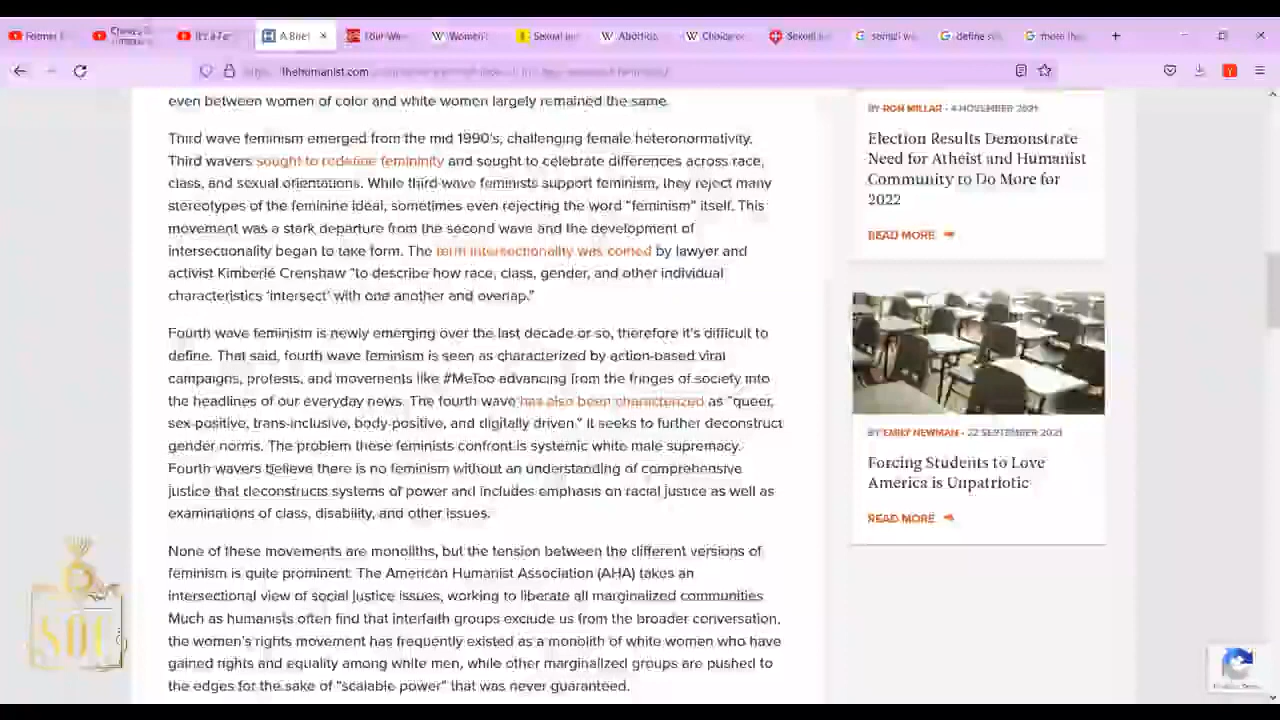 Former
It's a Far
A Brief
Your Wa
Women'
Sexual
Abortio
Choice
Sexual
define s
more the
thehumanist.com
even between women of color and white women largely remained the same.
Third wave feminism emerged from the mid 1990's, challenging female heteronormativity.
Third wavers sought to redefine femininity and sought to celebrate differences across race,
class, and sexual orientations. While third wave feminists support feminism, they reject many
stereotypes of the feminine ideal, sometimes even rejecting the word "feminism" itself. This
movement was a stark departure from the second wave and the development of
intersectionality began to take form. The term intersectionality was coined by lawyer and
activist Kimberlé Crenshaw "to describe how race, class, gender, and other individual
characteristics 'intersect' with one another and overlap."
Fourth wave feminism is newly emerging over the last decade or so, therefore it's difficult to
define. That said, fourth wave feminism is seen as characterized by action-based viral
campaigns, protests, and movements like #MeToo advancing from the fringes of society into
the headlines of our everyday news. The fourth wave has also been characterized as "queer,
sex-positive, trans-inclusive, body-positive, and digitally driven." It seeks to further deconstruct
gender norms. The problem these feminists confront is systemic white male supremacy.
Fourth wavers believe there is no feminism without an understanding of comprehensive
justice that deconstructs systems of power and includes emphasis on racial justice as well as
examinations of class, disability, and other issues.
None of these movements are monoliths, but the tension between the different versions of
feminism is quite prominent. The American Humanist Association (AHA) takes an
intersectional view of social justice issues, working to liberate all marginalized communities.
Much as humanists often find that interfaith groups exclude us from the broader conversation,
the women's rights movement has frequently existed as a monolith of white women who have
gained rights and equality among white men, while other marginalized groups are pushed to
the edges for the sake of "scalable power" that was never guaranteed.
BY RON MILLAR • 4 NOVEMBER 2021
Election Results Demonstrate
Need for Atheist and Humanist
Community to Do More for
2022
READ MORE
BY EMILY NEWMAN • 22 SEPTEMBER 2021
Forcing Students to Love
America is Unpatriotic
READ MORE